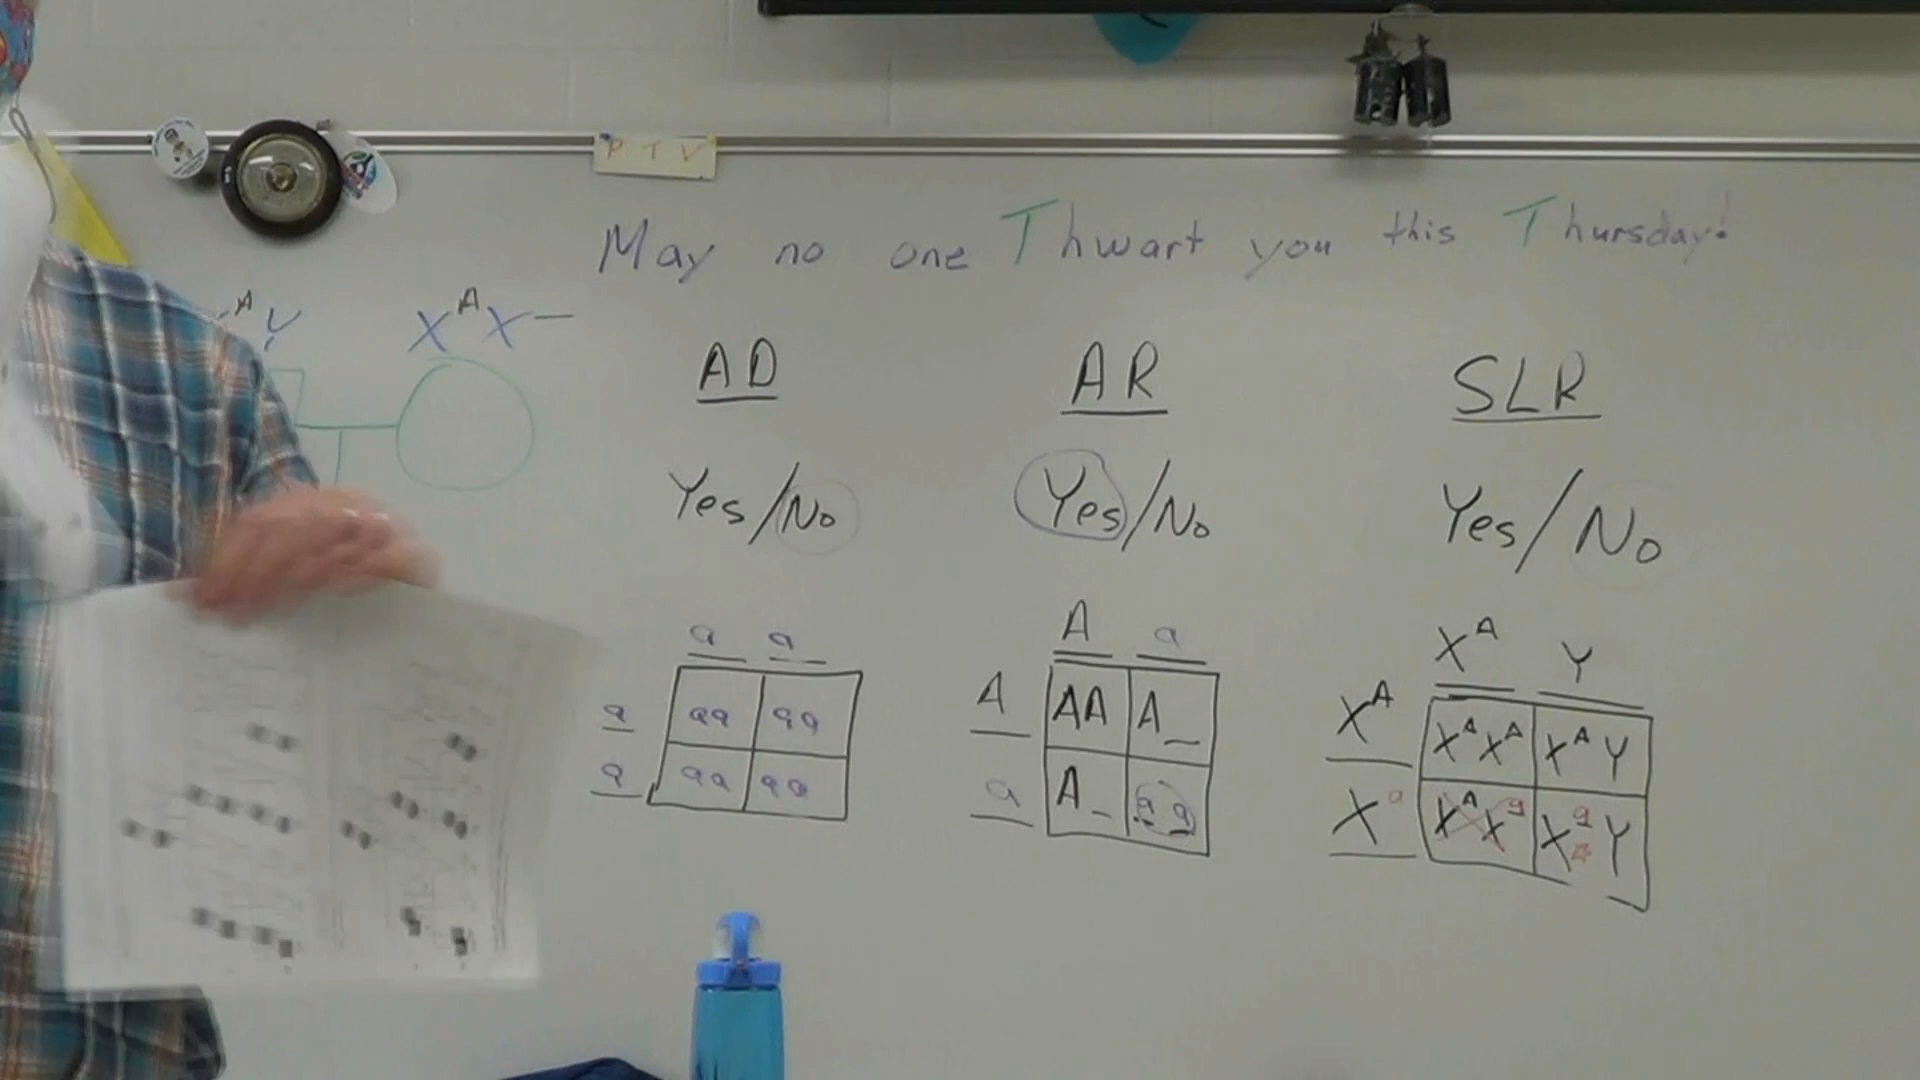 P T V
May no one Thwart you this Thursday!
A Y X^A X —
AD AR SLR
Yes/No Yes/No Yes/No
a a
a aa aa
a aa aa
A a
A AA A_
a A_ aa
X^A Y
X^A X^A X^A X^A Y
X^a X^A X^a X^a Y